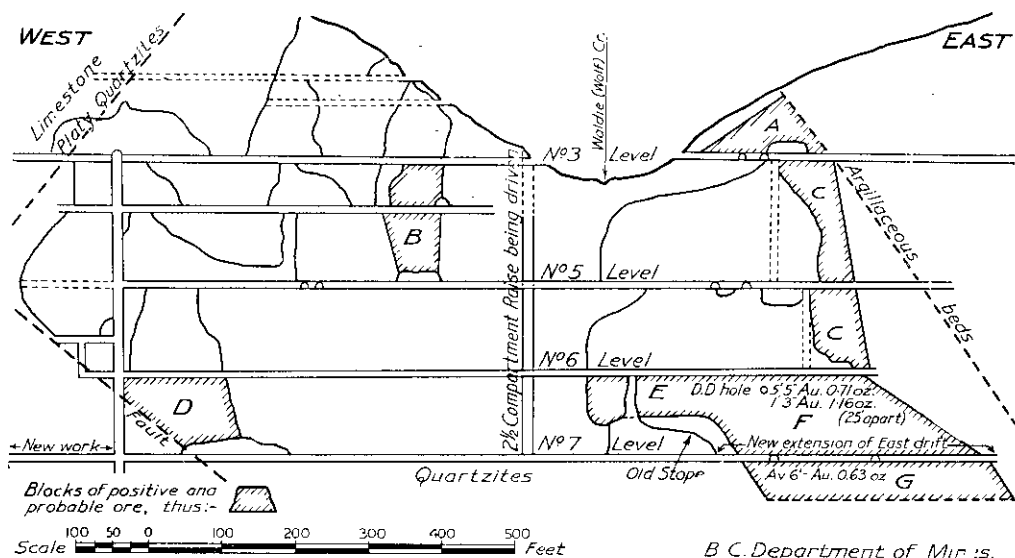 WEST
EAST
Limestone
Platy Quartzites
Waldie (Wolf) Cr.
A
Nº3 Level
Argillaceous beds
C
B
2½ Compartment Raise being driven
Nº5 Level
C
Nº6 Level
D
Fault
E
D.D hole 5'5" Au. 0.71 oz.
1'3" Au. 1.16 oz.
(25' apart)
F
New work
Nº7 Level
New extension of East drift
Old Stope
Quartzites
Av 6' - Au. 0.63 oz
G
Blocks of positive and
probable ore, thus:-
100 50 0 100 200 300 400 500
Scale Feet
B C. Department of Mines.